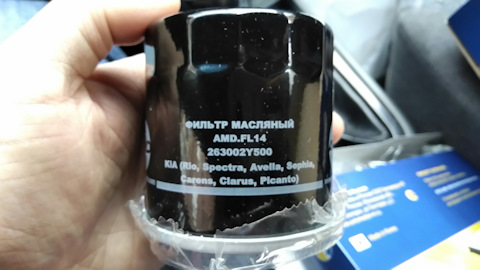 ФИЛЬТР МАСЛЯНЫЙ
AMD.FL14
263002Y500
KIA (Rio, Spectra, Avella, Sephia,
Carens, Clarus, Picanto)